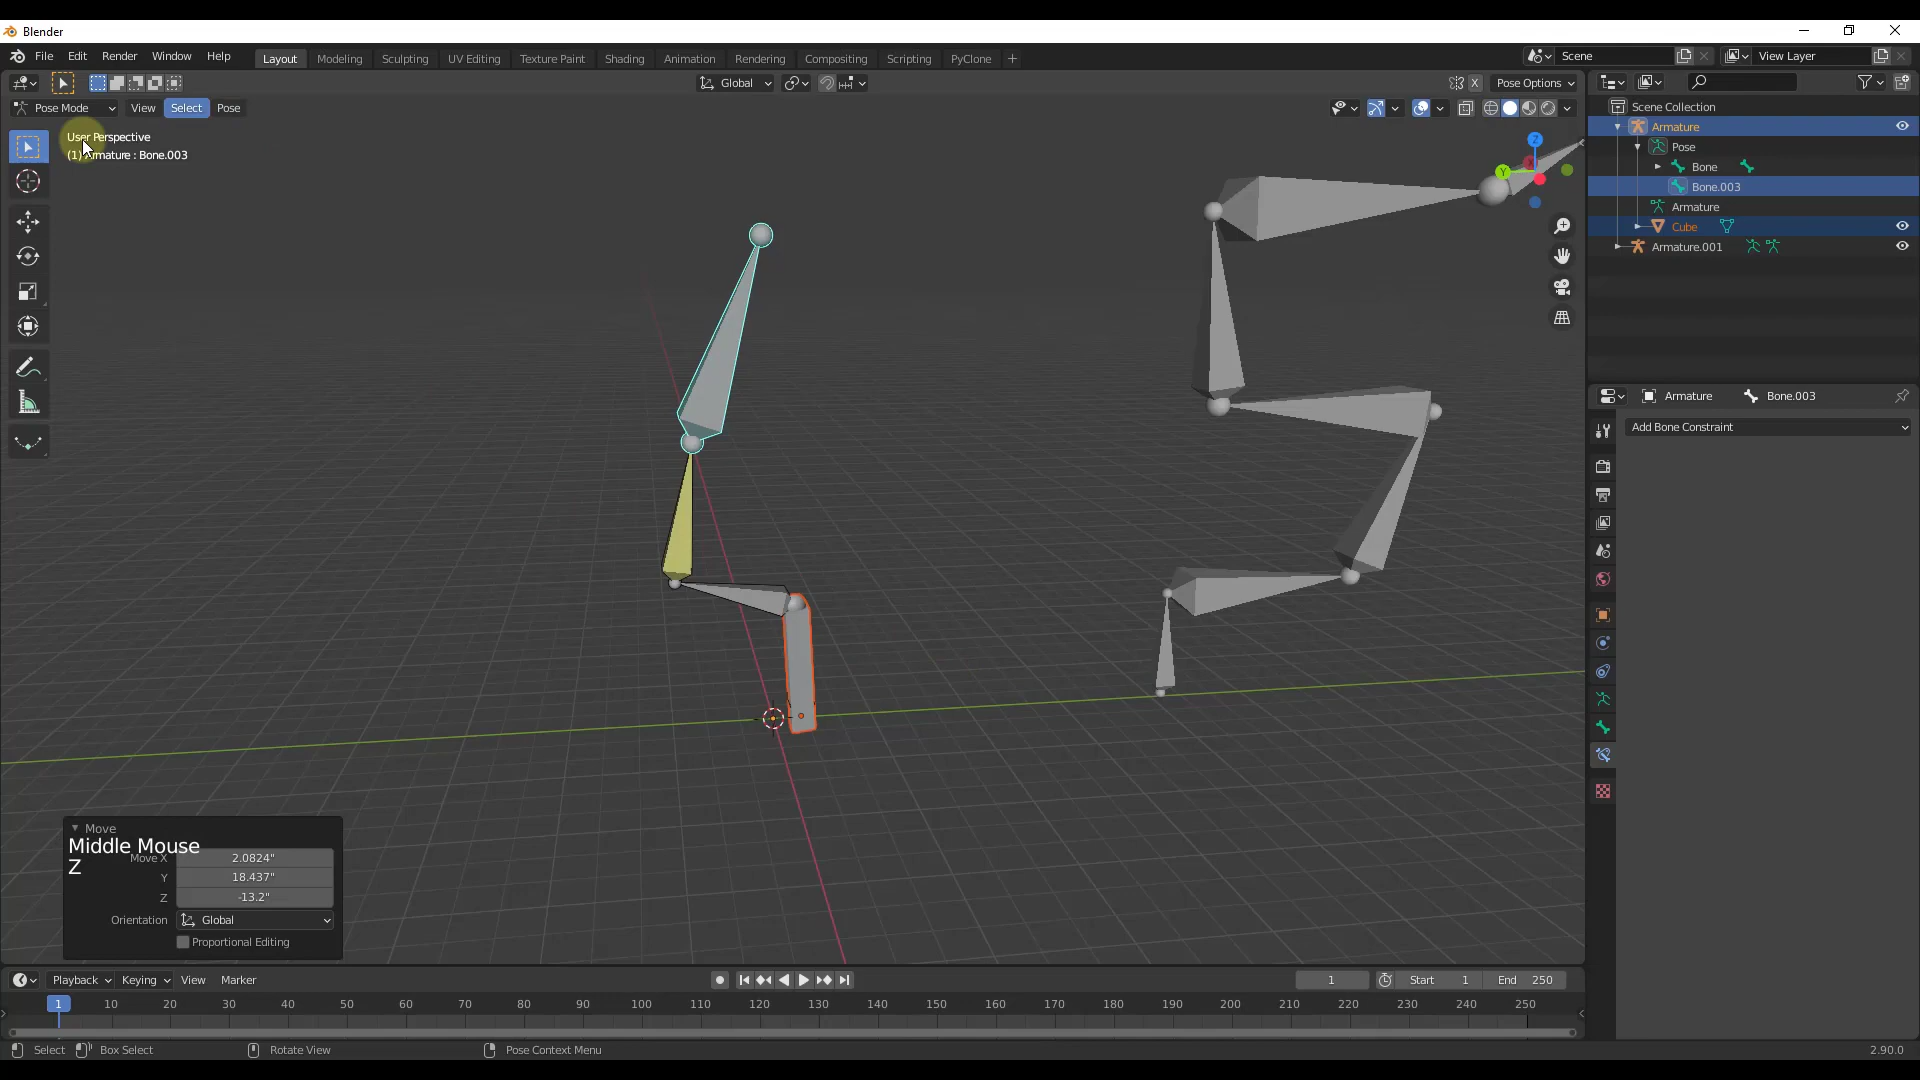 Blender
File Edit Render Window Help
Layout Modeling Sculpting UV Editing Texture Paint Shading Animation Rendering Compositing Scripting PyClone +
Scene
View Layer
Global
X Pose Options
Pose Mode View Select Pose
User Perspective
(1) Armature : Bone.003
Z
Y
Scene Collection
Armature
Pose
Bone
Bone.003
Armature
Cube
Armature.001
Armature Bone.003
Add Bone Constraint
Move
Middle Mouse
Z
Move X 2.0824"
Y 18.437"
Z -13.2"
Orientation Global
Proportional Editing
Playback Keying View Marker
1 Start 1 End 250
1 10 20 30 40 50 60 70 80 90 100 110 120 130 140 150 160 170 180 190 200 210 220 230 240 250
Select Box Select Rotate View Pose Context Menu 2.90.0